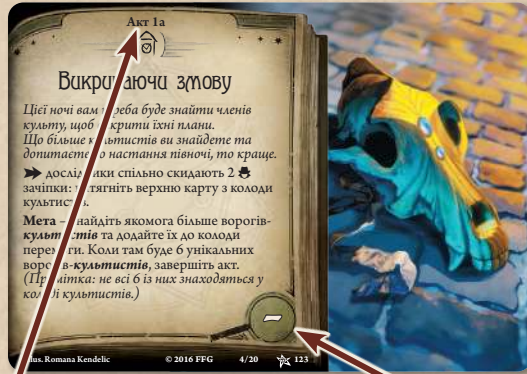 Акт 1a
Викриваючи змову
Цієї ночі вам треба буде знайти членів
культу, щоб викрити їхні плани.
Що більше культистів ви знайдете та
допитаєте до настання півночі, то краще.
дослідники спільно скидають 2
зачіпки: витягніть верхню карту з колоди
культистів.
Мета – Знайдіть якомога більше ворогів-
культистів та додайте їх до колоди
перемоги. Коли там буде 6 унікальних
ворогів-культистів, завершіть акт.
(Примітка: не всі 6 із них знаходяться у
колоді культистів.)
–
Illus. Romana Kendelic © 2016 FFG 4/20 123